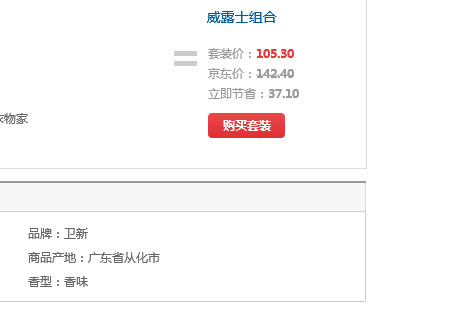 威露士组合
套装价：105.30
京东价：142.40
立即节省：37.10
物家
购买套装
品牌：卫新
商品产地：广东省从化市
香型：香味